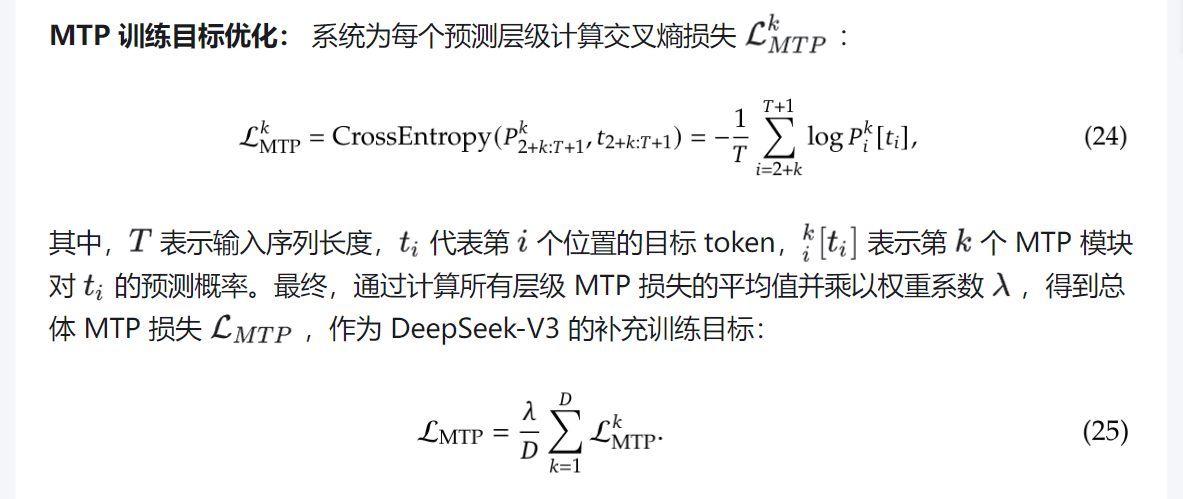 MTP 训练目标优化： 系统为每个预测层级计算交叉熵损失 $\mathcal{L}_{MTP}^{k}$ ：
$\mathcal{L}_{\text{MTP}}^{k} = \text{CrossEntropy}(P_{2+k:T+1}^{k}, t_{2+k:T+1}) = -\frac{1}{T} \sum_{i=2+k}^{T+1} \log P_i^k[t_i],$ (24)
其中，$T$ 表示输入序列长度，$t_i$ 代表第 $i$ 个位置的目标 token，$_i^k[t_i]$ 表示第 $k$ 个 MTP 模块
对 $t_i$ 的预测概率。最终，通过计算所有层级 MTP 损失的平均值并乘以权重系数 $\lambda$ ，得到总
体 MTP 损失 $\mathcal{L}_{MTP}$ ，作为 DeepSeek-V3 的补充训练目标：
$\mathcal{L}_{\text{MTP}} = \frac{\lambda}{D} \sum_{k=1}^{D} \mathcal{L}_{\text{MTP}}^{k}.$ (25)